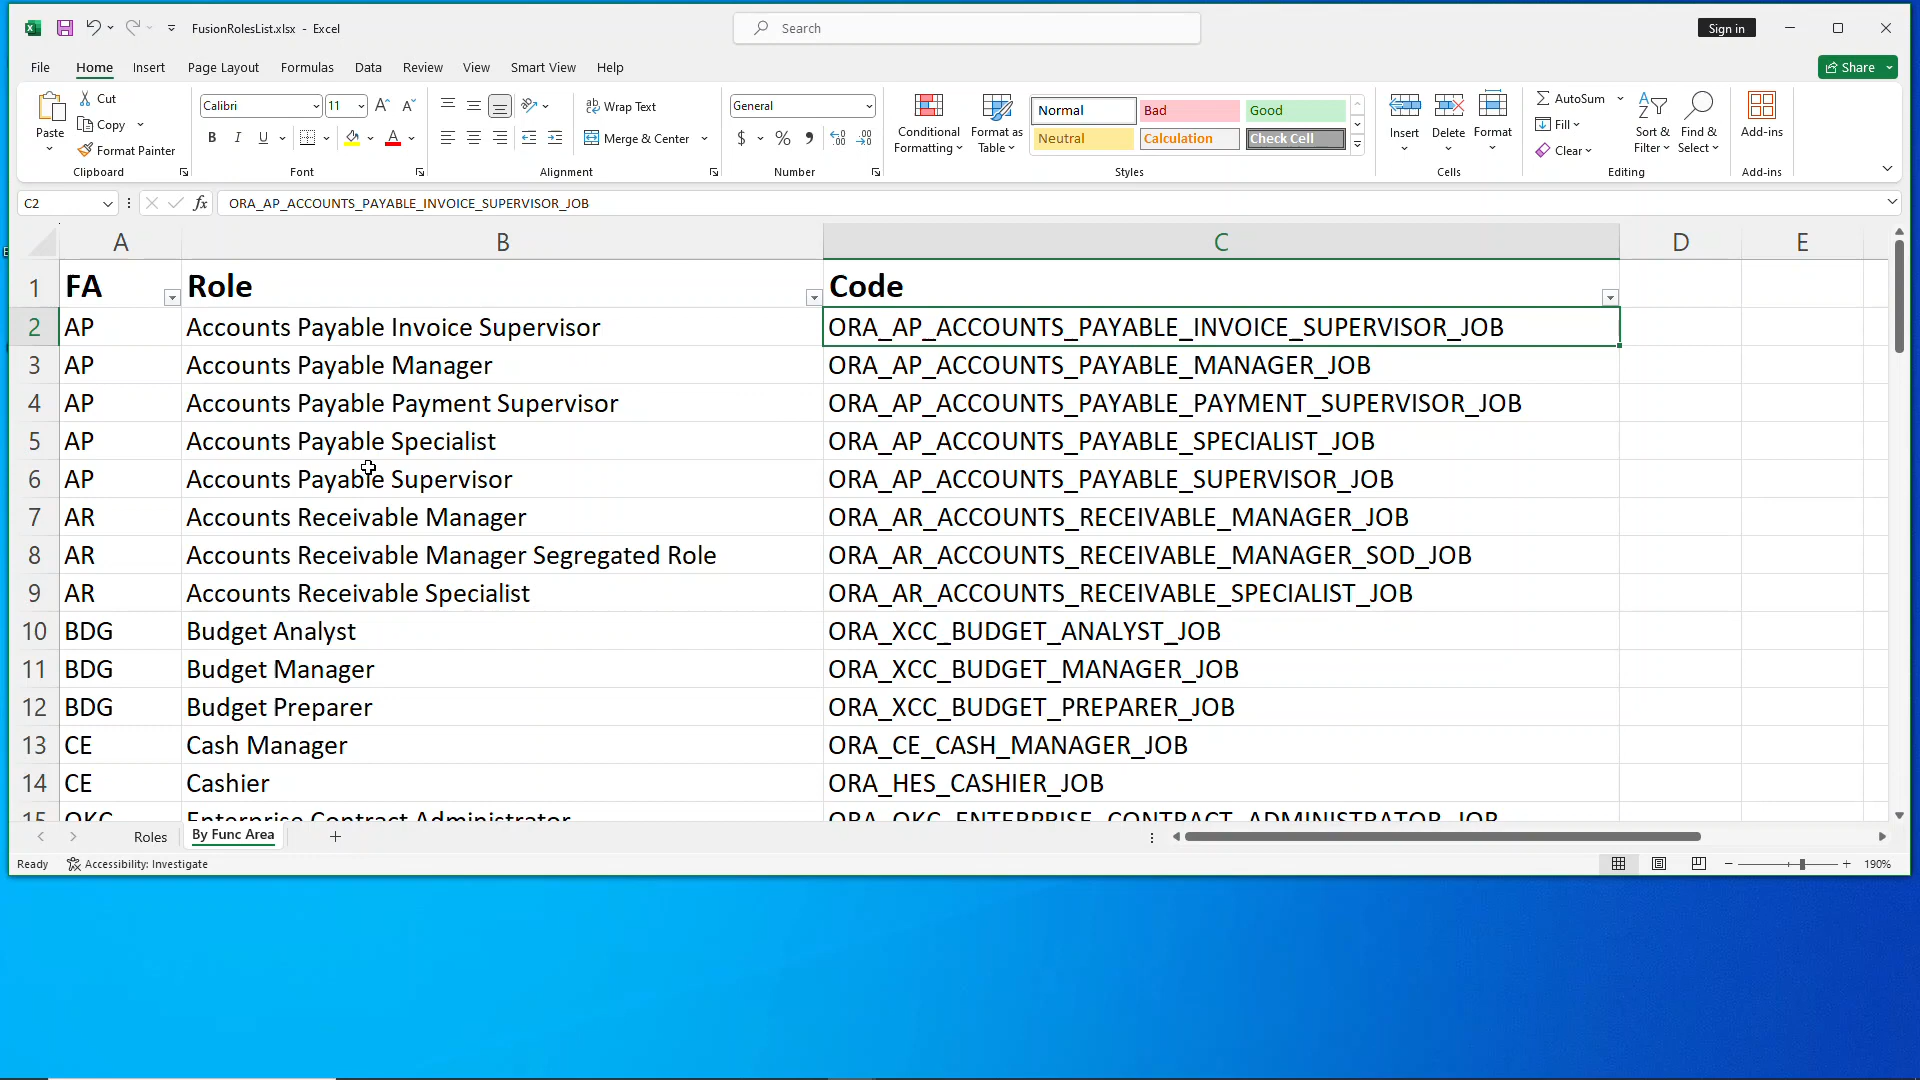 FusionRolesList.xlsx - Excel
Search
Sign in
File Home Insert Page Layout Formulas Data Review View Smart View Help
Share
Paste
Cut
Copy
Format Painter
Clipboard
Calibri 11
B I U
Font
Wrap Text
Merge & Center
Alignment
General
$ %
Number
Conditional Formatting
Format as Table
Normal Bad Good
Neutral Calculation Check Cell
Styles
Insert Delete Format
Cells
AutoSum
Fill
Clear
Sort & Filter
Find & Select
Editing
Add-ins
Add-ins
C2 fx ORA_AP_ACCOUNTS_PAYABLE_INVOICE_SUPERVISOR_JOB
A B C D E
1 FA Role Code
2 AP Accounts Payable Invoice Supervisor ORA_AP_ACCOUNTS_PAYABLE_INVOICE_SUPERVISOR_JOB
3 AP Accounts Payable Manager ORA_AP_ACCOUNTS_PAYABLE_MANAGER_JOB
4 AP Accounts Payable Payment Supervisor ORA_AP_ACCOUNTS_PAYABLE_PAYMENT_SUPERVISOR_JOB
5 AP Accounts Payable Specialist ORA_AP_ACCOUNTS_PAYABLE_SPECIALIST_JOB
6 AP Accounts Payable Supervisor ORA_AP_ACCOUNTS_PAYABLE_SUPERVISOR_JOB
7 AR Accounts Receivable Manager ORA_AR_ACCOUNTS_RECEIVABLE_MANAGER_JOB
8 AR Accounts Receivable Manager Segregated Role ORA_AR_ACCOUNTS_RECEIVABLE_MANAGER_SOD_JOB
9 AR Accounts Receivable Specialist ORA_AR_ACCOUNTS_RECEIVABLE_SPECIALIST_JOB
10 BDG Budget Analyst ORA_XCC_BUDGET_ANALYST_JOB
11 BDG Budget Manager ORA_XCC_BUDGET_MANAGER_JOB
12 BDG Budget Preparer ORA_XCC_BUDGET_PREPARER_JOB
13 CE Cash Manager ORA_CE_CASH_MANAGER_JOB
14 CE Cashier ORA_HES_CASHIER_JOB
15 OKC Enterprise Contract Administrator ORA_OKC_ENTERPRISE_CONTRACT_ADMINISTRATOR_JOB
Roles By Func Area
Ready Accessibility: Investigate 190%